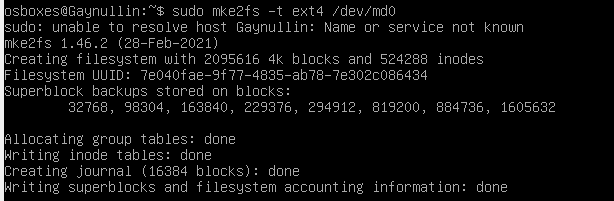 osboxes@Gaynullin:~$ sudo mke2fs -t ext4 /dev/md0
sudo: unable to resolve host Gaynullin: Name or service not known
mke2fs 1.46.2 (28-Feb-2021)
Creating filesystem with 2095616 4k blocks and 524288 inodes
Filesystem UUID: 7e040fae-9f77-4835-ab78-7e302c086434
Superblock backups stored on blocks:
32768, 98304, 163840, 229376, 294912, 819200, 884736, 1605632
Allocating group tables: done
Writing inode tables: done
Creating journal (16384 blocks): done
Writing superblocks and filesystem accounting information: done